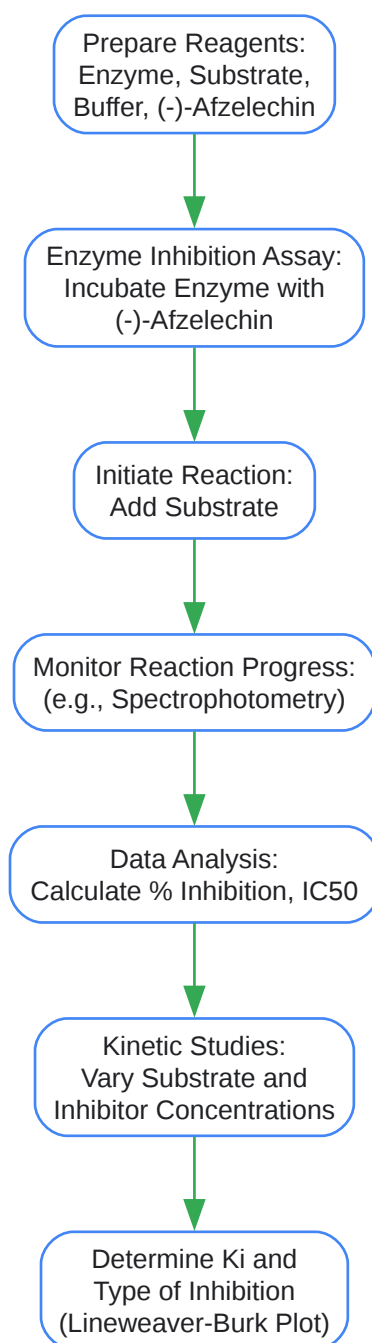 Prepare Reagents:
Enzyme, Substrate,
Buffer, (-)-Afzelechin
Enzyme Inhibition Assay:
Incubate Enzyme with
(-)-Afzelechin
Initiate Reaction:
Add Substrate
Monitor Reaction Progress:
(e.g., Spectrophotometry)
Data Analysis:
Calculate % Inhibition, IC50
Kinetic Studies:
Vary Substrate and
Inhibitor Concentrations
Determine Ki and
Type of Inhibition
(Lineweaver-Burk Plot)